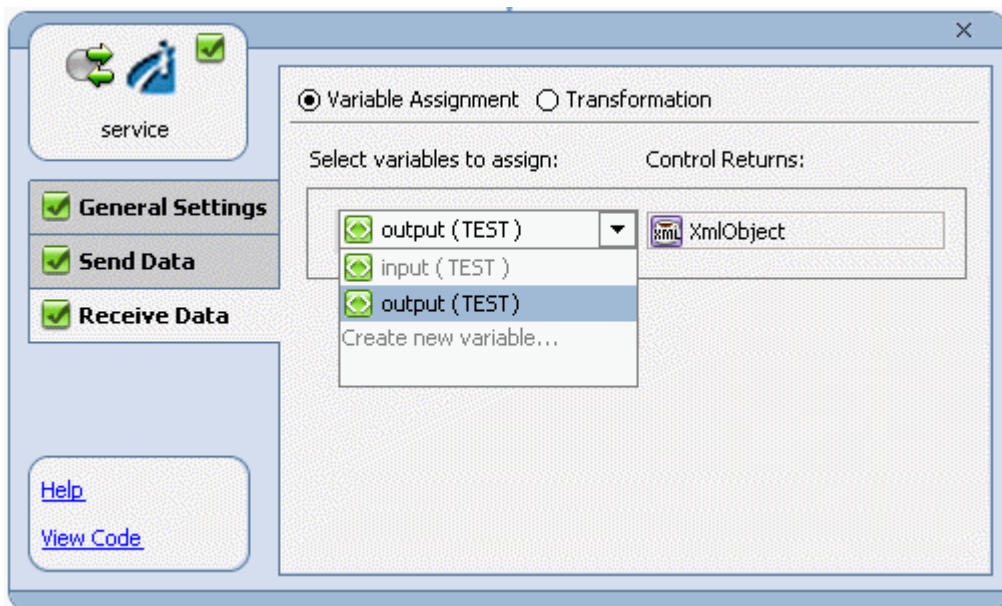 service
General Settings
Send Data
Receive Data
Help
View Code
Variable Assignment Transformation
Select variables to assign: Control Returns:
output ( TEST ) XmlObject
input ( TEST )
output ( TEST )
Create new variable...